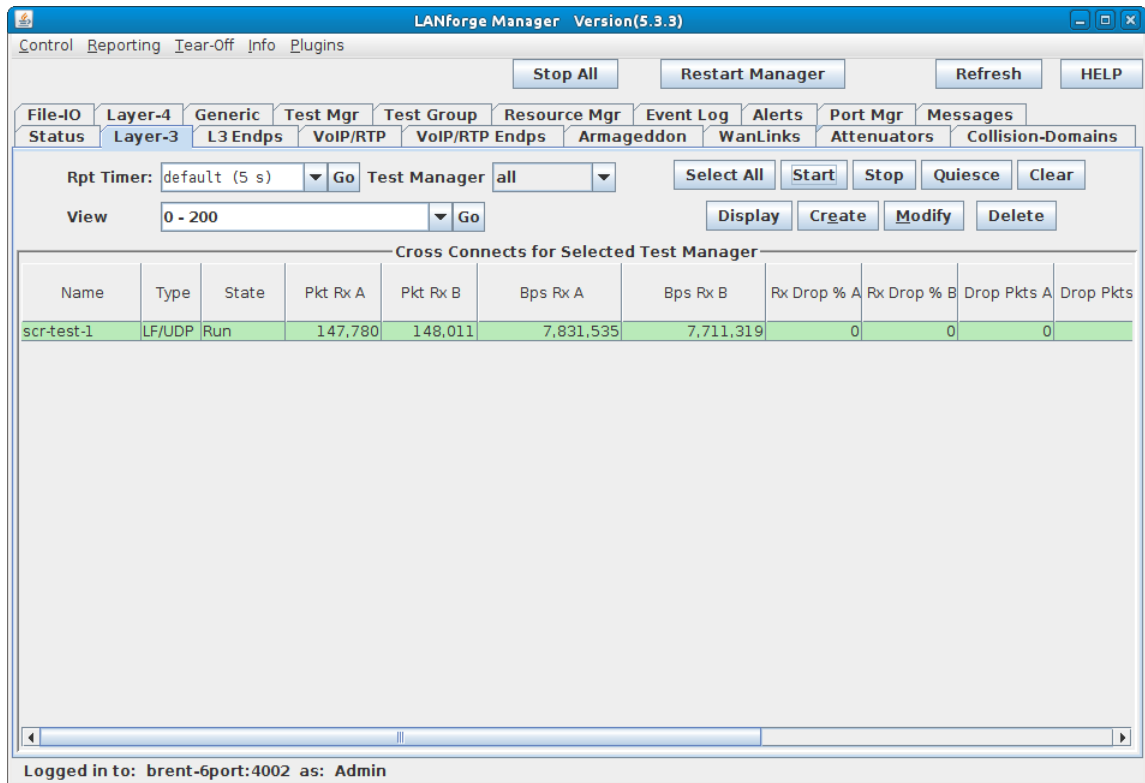 LANforge Manager Version(5.3.3)
Control Reporting Tear-Off Info Plugins
Stop All Restart Manager Refresh HELP
File-IO Layer-4 Generic Test Mgr Test Group Resource Mgr Event Log Alerts Port Mgr Messages
Status Layer-3 L3 Endps VoIP/RTP VoIP/RTP Endps Armageddon WanLinks Attenuators Collision-Domains
Rpt Timer: default (5 s) Go Test Manager all Select All Start Stop Quiesce Clear
View 0 - 200 Go Display Create Modify Delete
Cross Connects for Selected Test Manager
Name Type State Pkt Rx A Pkt Rx B Bps Rx A Bps Rx B Rx Drop % A Rx Drop % B Drop Pkts A Drop Pkts
scr-test-1 LF/UDP Run 147,780 148,011 7,831,535 7,711,319 0 0 0
Logged in to: brent-6port:4002 as: Admin